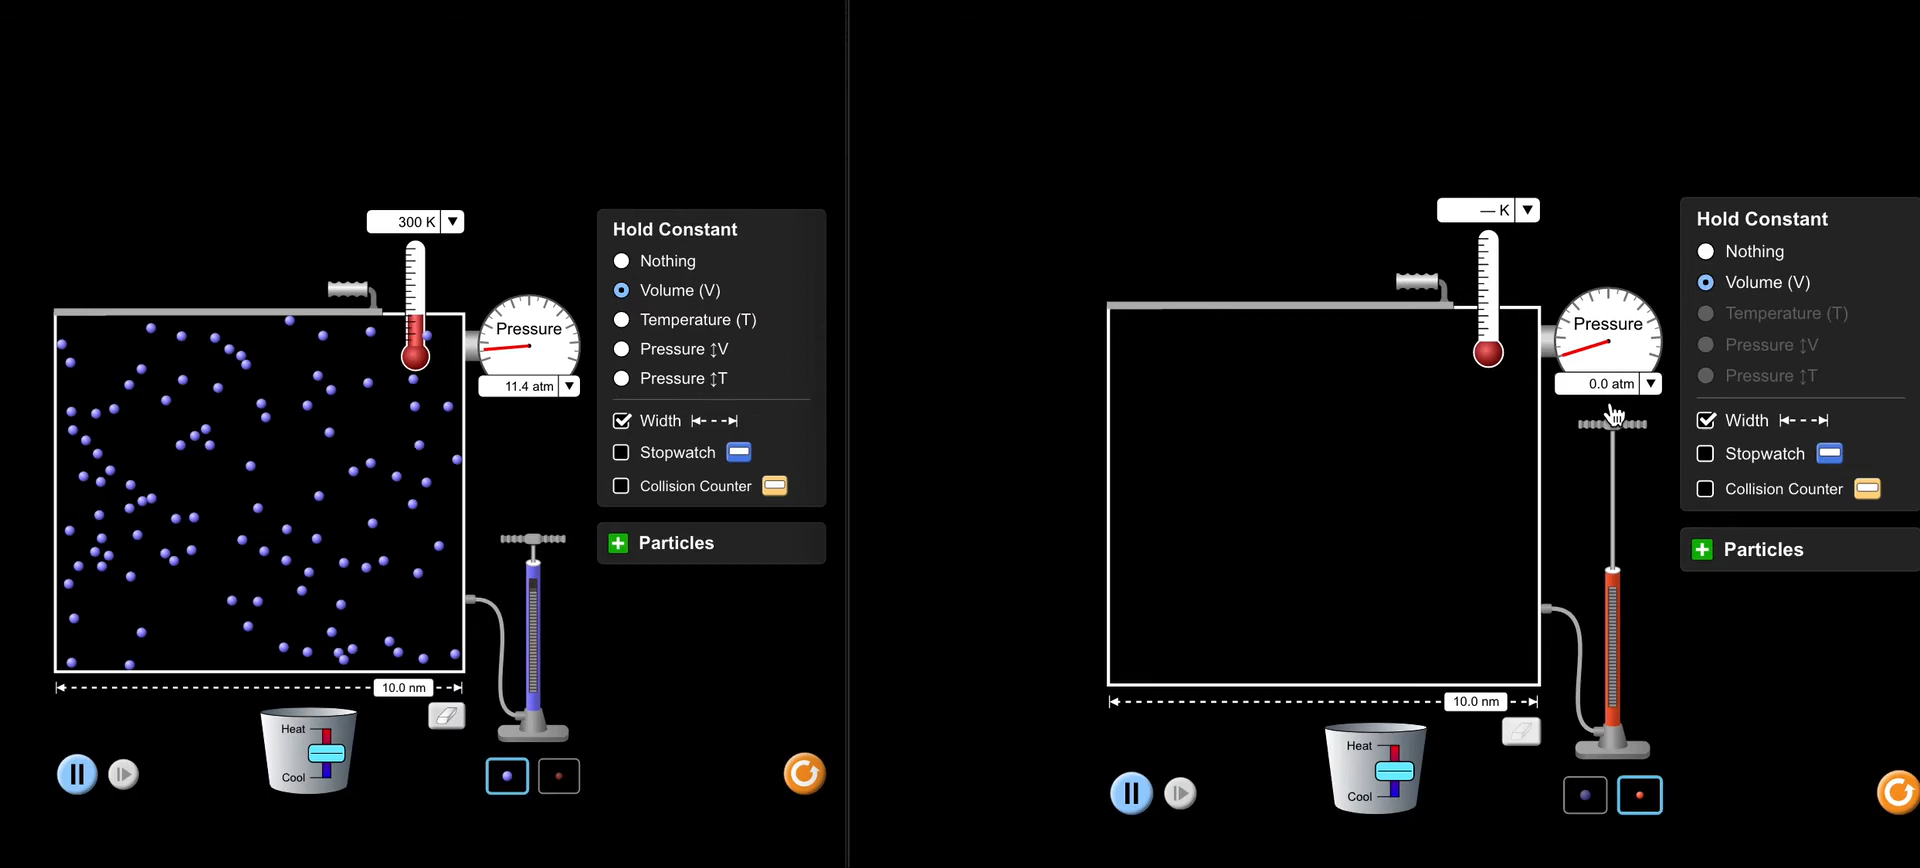 300 K
Hold Constant
Nothing
Volume (V)
Temperature (T)
Pressure ↕V
Pressure ↕T
Width
Stopwatch
Collision Counter
Particles
Pressure
11.4 atm
10.0 nm
Heat
Cool
— K
Hold Constant
Nothing
Volume (V)
Temperature (T)
Pressure ↕V
Pressure ↕T
Width
Stopwatch
Collision Counter
Particles
Pressure
0.0 atm
10.0 nm
Heat
Cool